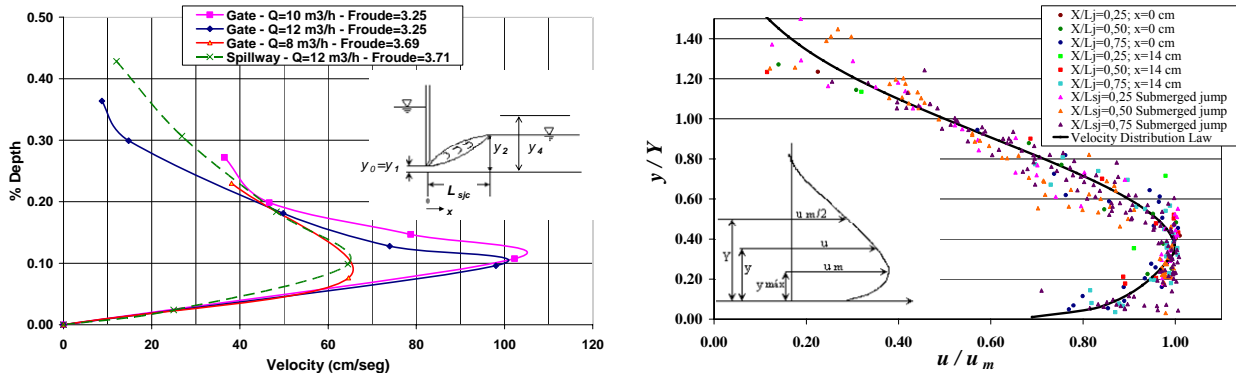 Gate - Q=10 m3/h - Froude=3.25
Gate - Q=12 m3/h - Froude=3.25
Gate - Q=8 m3/h - Froude=3.69
Spillway - Q=12 m3/h - Froude=3.71
% Depth
0.50
0.40
0.30
0.20
0.10
0.00
0 20 40 60 80 100 120
Velocity (cm/seg)
y0=y1
y2
y4
Lsjc
x
X/Lj=0,25; x=0 cm
X/Lj=0,50; x=0 cm
X/Lj=0,75; x=0 cm
X/Lj=0,25; x=14 cm
X/Lj=0,50; x=14 cm
X/Lj=0,75; x=14 cm
X/Lsj=0,25 Submerged jump
X/Lsj=0,50 Submerged jump
X/Lsj=0,75 Submerged jump
Velocity Distribution Law
y / Y
1.40
1.20
1.00
0.80
0.60
0.40
0.20
0.00
0.00 0.20 0.40 0.60 0.80 1.00
u / um
u m/2
u
u m
Y
y
y máx